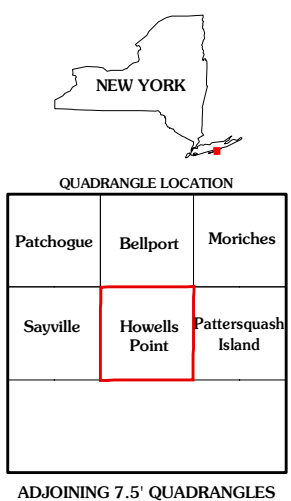 NEW YORK
QUADRANGLE LOCATION
Patchogue
Bellport
Moriches
Sayville
Howells
Point
Pattersquash
Island
ADJOINING 7.5' QUADRANGLES